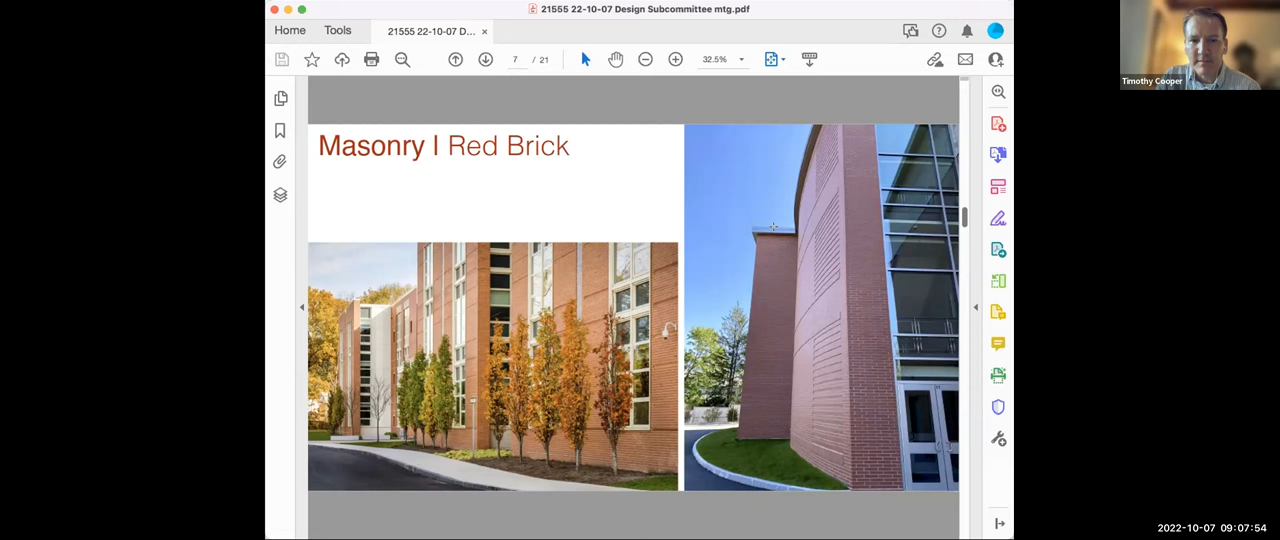 21555 22-10-07 Design Subcommittee mtg.pdf
Home
Tools
21555 22-10-07 D...
7 / 21
32.5%
Masonry | Red Brick
Timothy Cooper
2022-10-07 09:07:54